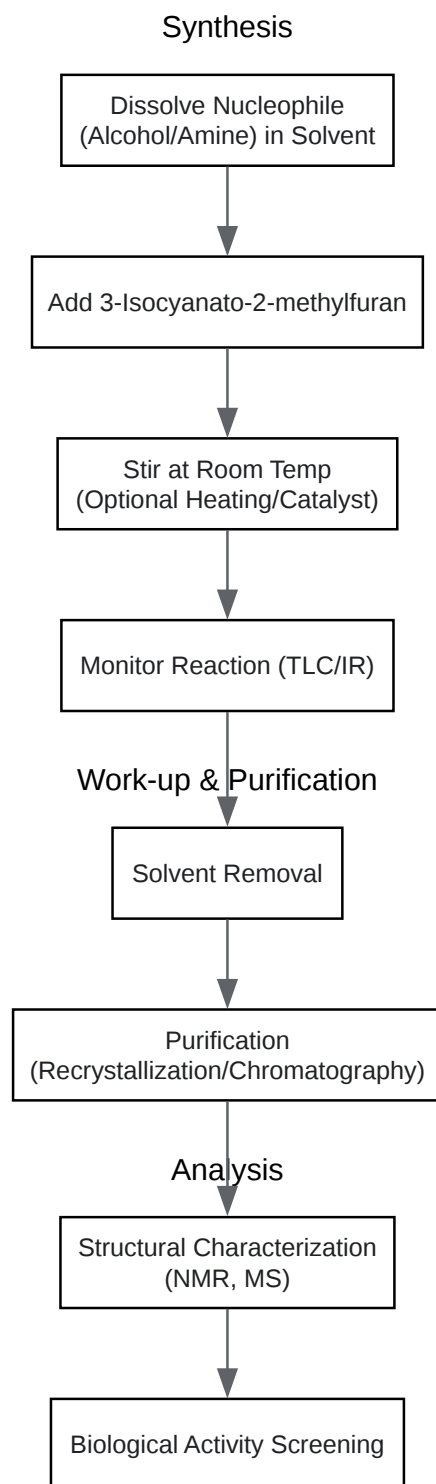 Synthesis
Dissolve Nucleophile
(Alcohol/Amine) in Solvent
Add 3-Isocyanato-2-methylfuran
Stir at Room Temp
(Optional Heating/Catalyst)
Monitor Reaction (TLC/IR)
Work-up & Purification
Solvent Removal
Purification
(Recrystallization/Chromatography)
Analysis
Structural Characterization
(NMR, MS)
Biological Activity Screening